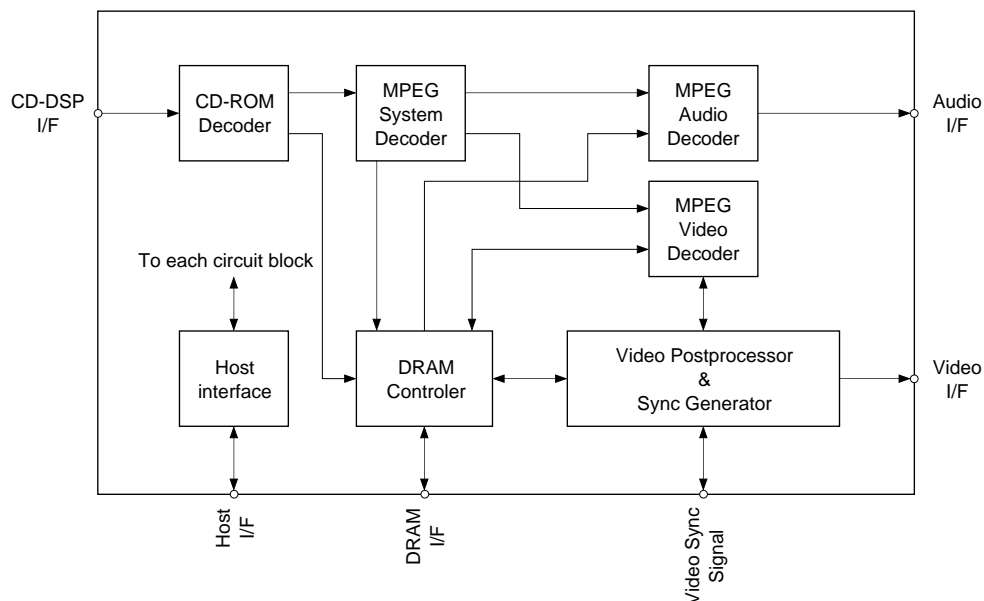 CD-DSP
I/F
CD-ROM
Decoder
MPEG
System
Decoder
MPEG
Audio
Decoder
Audio
I/F
MPEG
Video
Decoder
To each circuit block
Host
interface
DRAM
Controler
Video Postprocessor
&
Sync Generator
Video
I/F
Host
I/F
DRAM
I/F
Video Sync
Signal